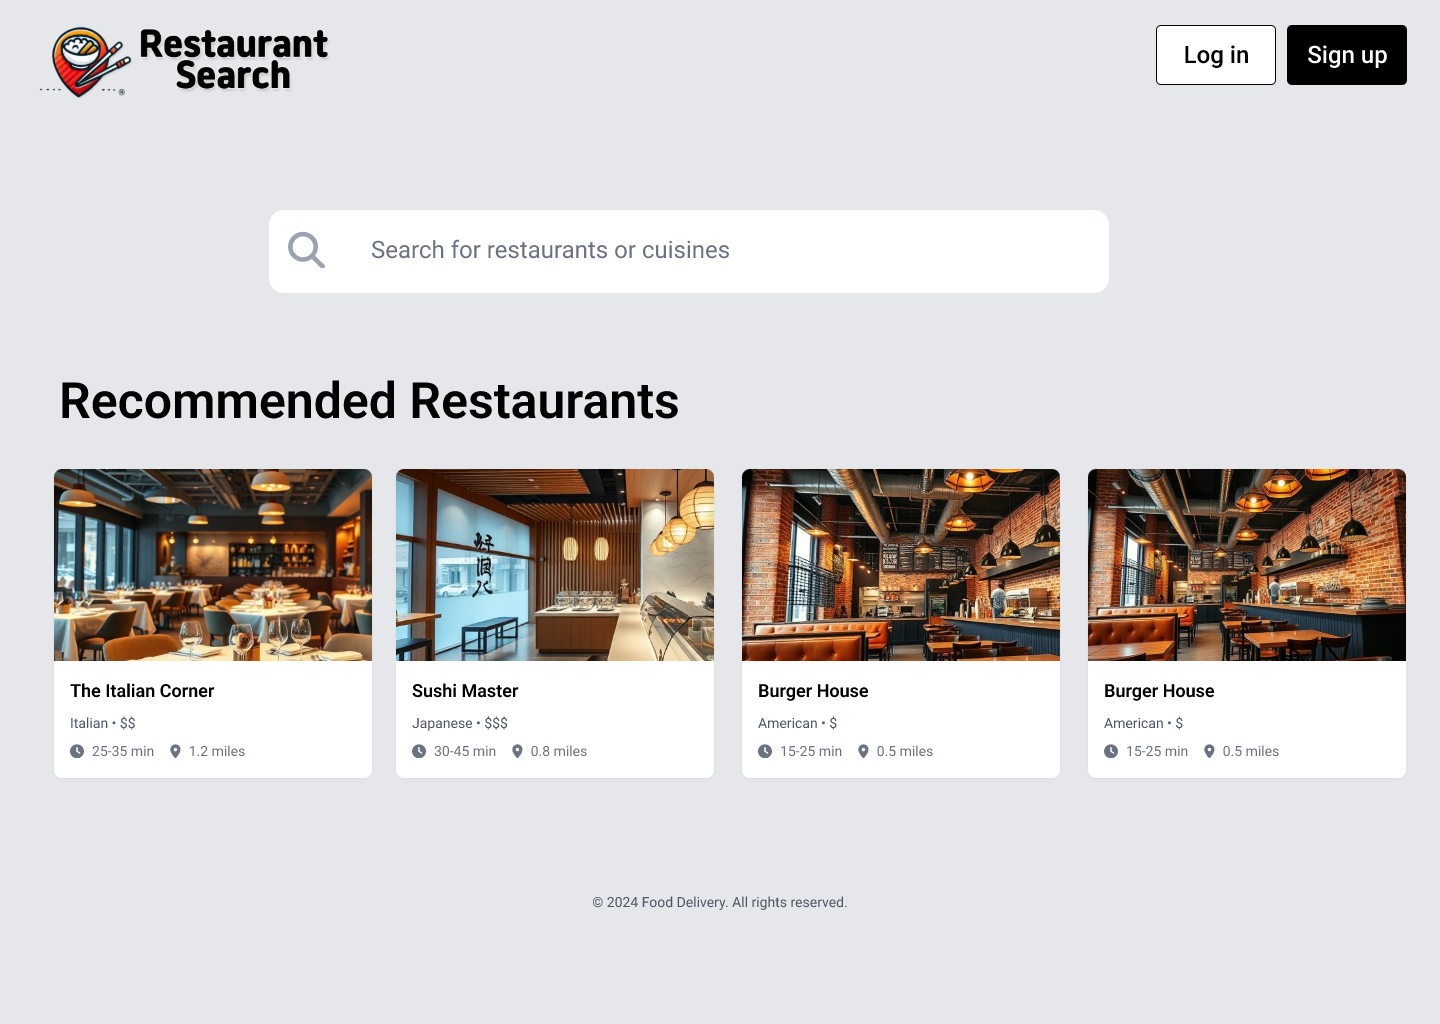 Restaurant
Search
®
Log in
Sign up
Search for restaurants or cuisines
Recommended Restaurants
The Italian Corner
Italian • $$
25-35 min 1.2 miles
Sushi Master
Japanese • $$$
30-45 min 0.8 miles
Burger House
American • $
15-25 min 0.5 miles
Burger House
American • $
15-25 min 0.5 miles
© 2024 Food Delivery. All rights reserved.